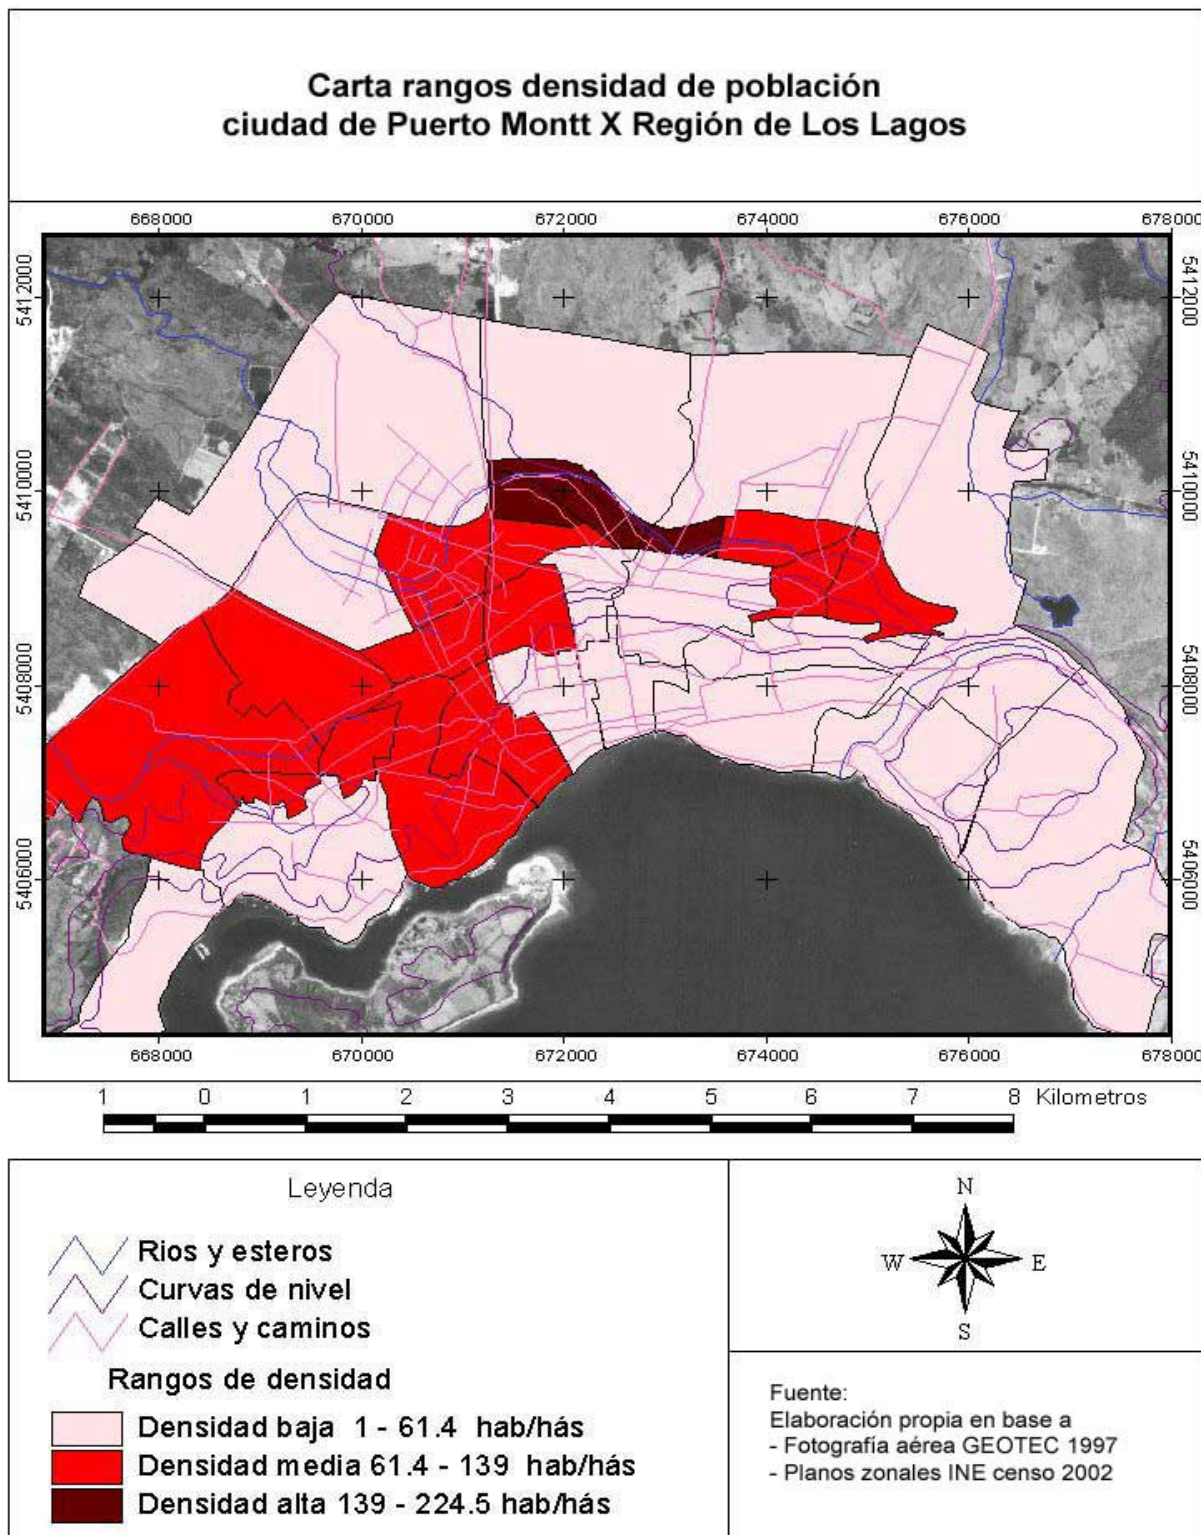 Carta rangos densidad de población
ciudad de Puerto Montt X Región de Los Lagos
668000 670000 672000 674000 676000 678000
5412000 5412000
5410000 5410000
5408000 5408000
5406000 5406000
668000 670000 672000 674000 676000 678000
1 0 1 2 3 4 5 6 7 8 Kilometros
Leyenda
Rios y esteros
Curvas de nivel
Calles y caminos
Rangos de densidad
Densidad baja 1 - 61.4 hab/hás
Densidad media 61.4 - 139 hab/hás
Densidad alta 139 - 224.5 hab/hás
N
W E
S
Fuente:
Elaboración propia en base a
- Fotografía aérea GEOTEC 1997
- Planos zonales INE censo 2002